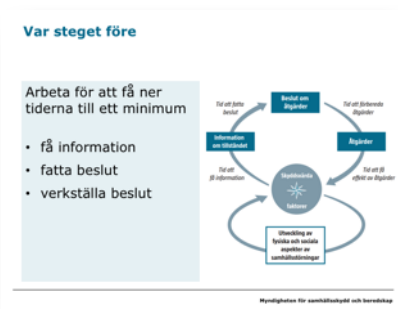 Var steget före
Arbeta för att få ner
tiderna till ett minimum
• få information
• fatta beslut
• verkställa beslut
Tid att fatta
beslut
Beslut om
åtgärder
Tid att förbereda
åtgärder
Information
om tillståndet
Åtgärder
Tid att
få information
Skyddsvärda
faktorer
Tid att få
effekt av åtgärder
Utveckling av
fysiska och sociala
aspekter av
samhällsstörningar
Myndigheten för samhällsskydd och beredskap